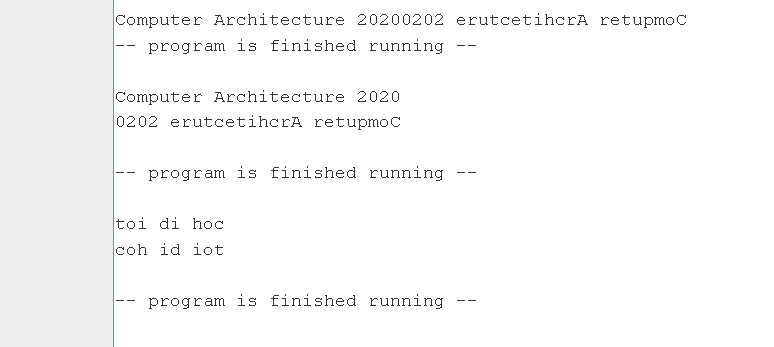 Computer Architecture 20200202 erutcetihcrA retupmoC
-- program is finished running --
Computer Architecture 2020
0202 erutcetihcrA retupmoC
-- program is finished running --
toi di hoc
coh id iot
-- program is finished running --